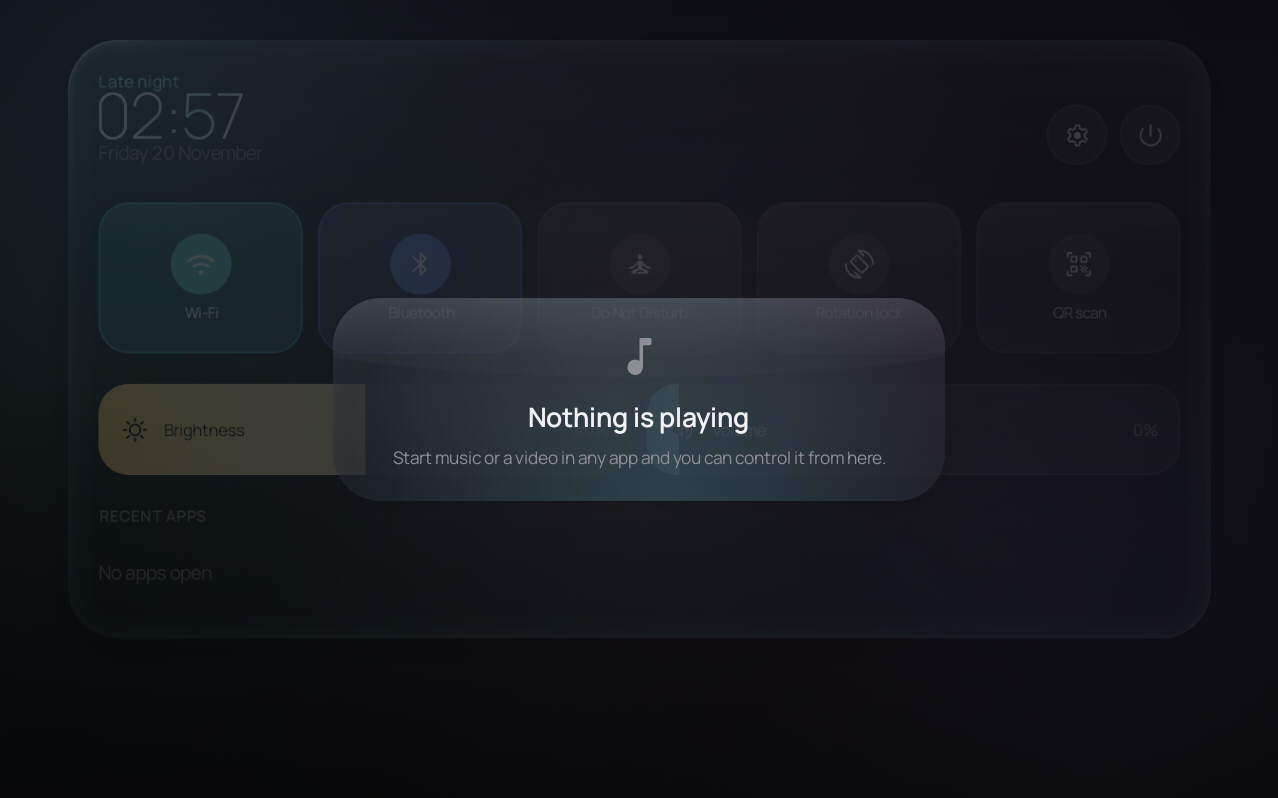 Late night
02:57
Friday 20 November
Wi-Fi
Bluetooth
Do Not Disturb
Rotation lock
QR scan
Nothing is playing
Brightness
Volume
0%
Start music or a video in any app and you can control it from here.
RECENT APPS
No apps open